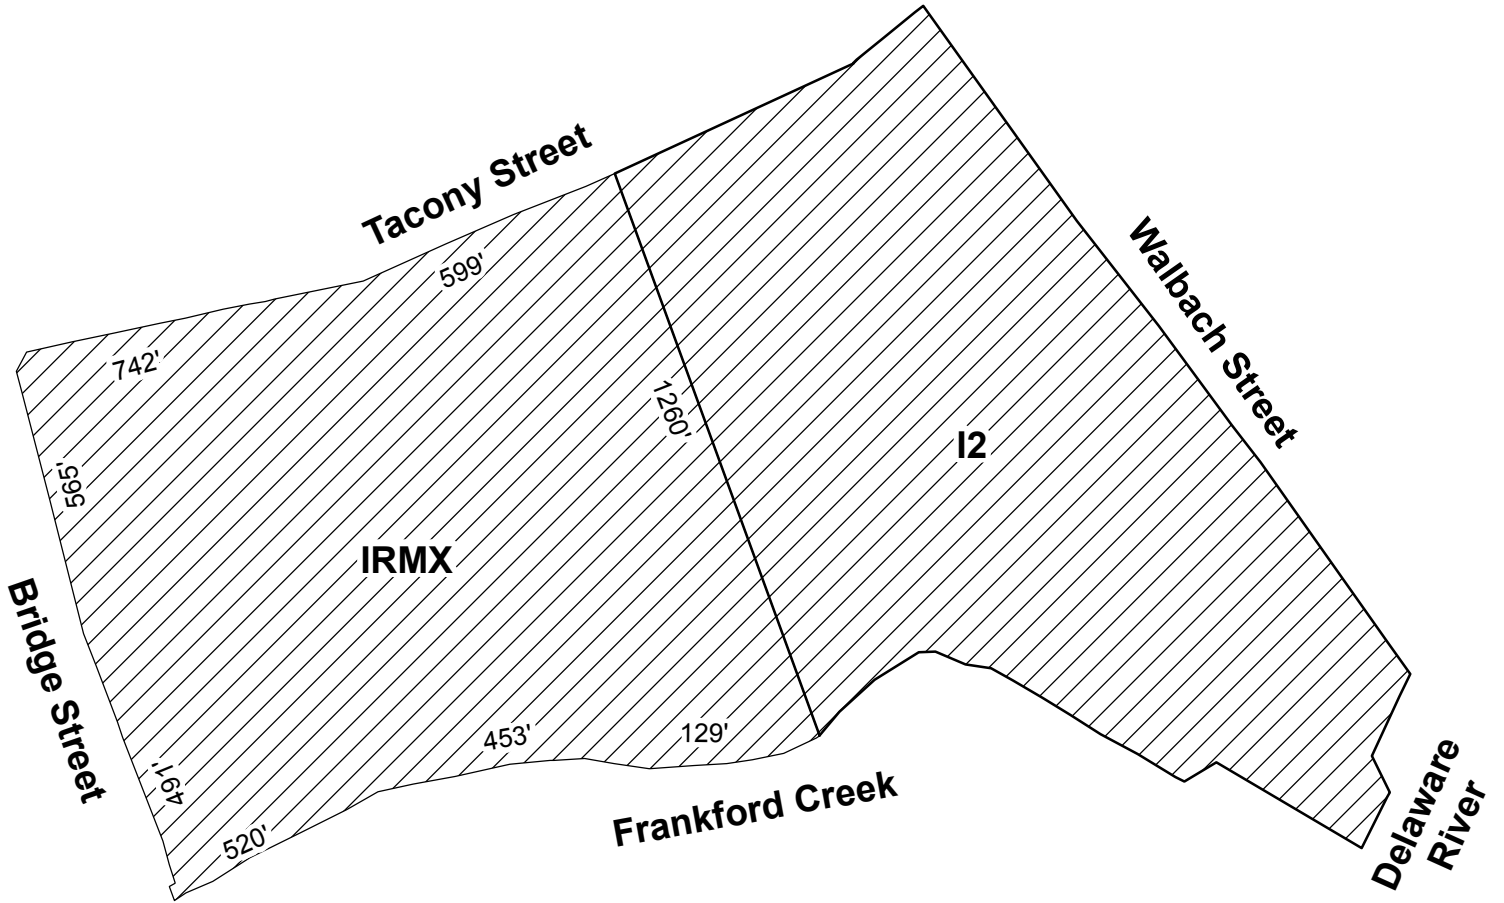 Tacony Street
599'
742'
Walbach Street
1260'
I2
565'
IRMX
Bridge Street
491'
453'
129'
520'
Frankford Creek
Delaware
River